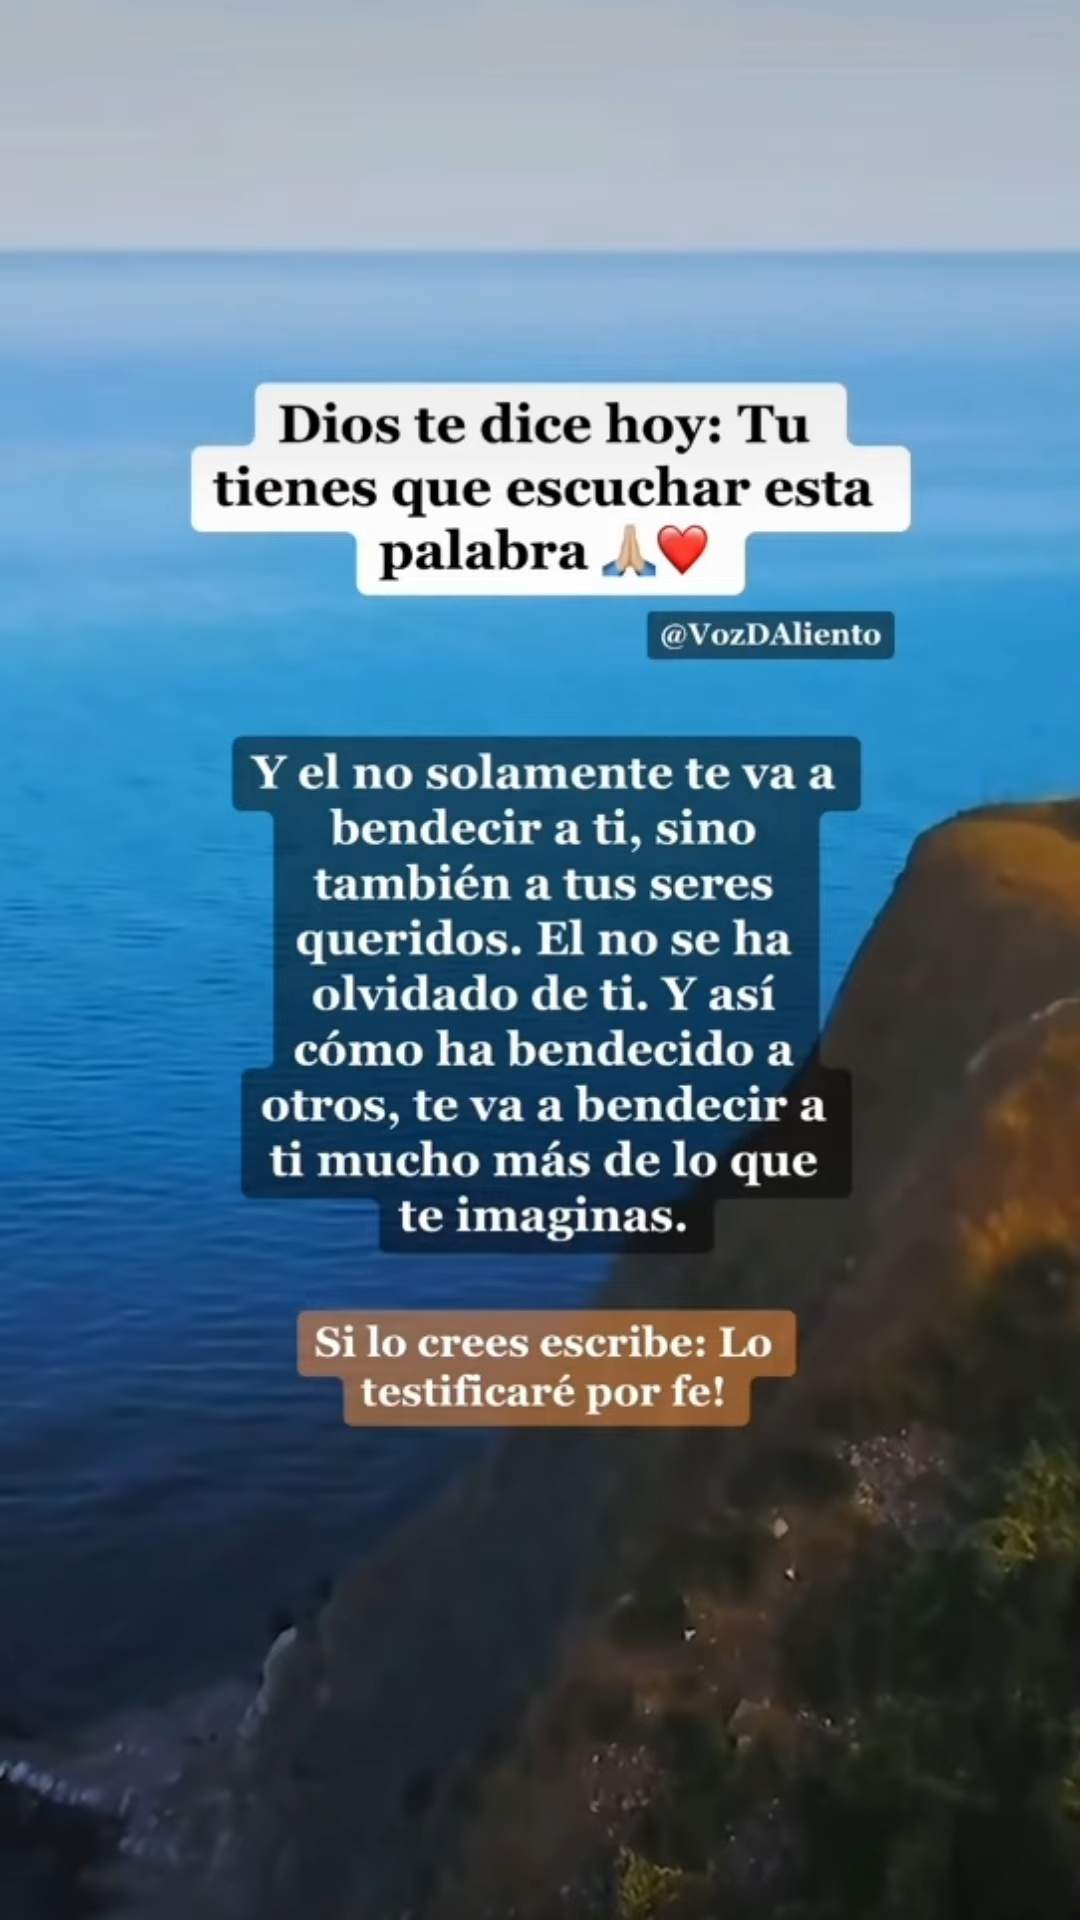 Dios te dice hoy: Tu
tienes que escuchar esta
palabra 🙏🏼❤️
@VozDAliento
Y el no solamente te va a
bendecir a ti, sino
también a tus seres
queridos. El no se ha
olvidado de ti. Y así
cómo ha bendecido a
otros, te va a bendecir a
ti mucho más de lo que
te imaginas.
Si lo crees escribe: Lo
testificaré por fe!